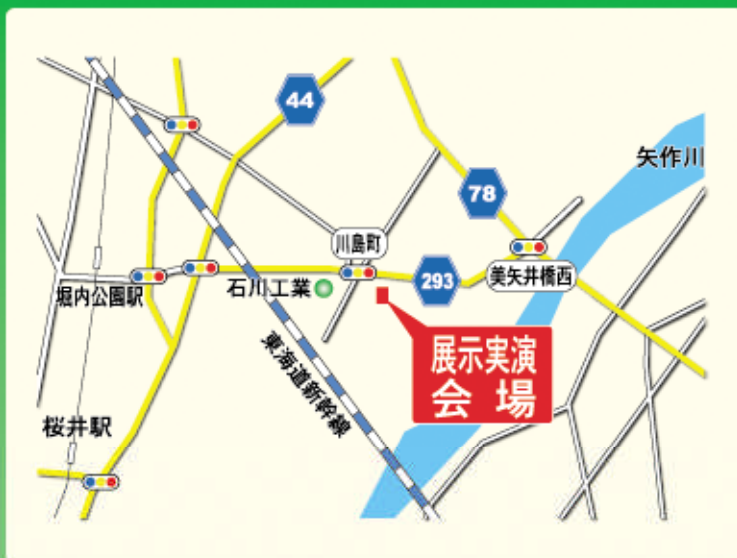 44
矢作川
78
川島町
293
美矢井橋西
堀内公園駅
石川工業
東海道新幹線
展示実演
会場
桜井駅